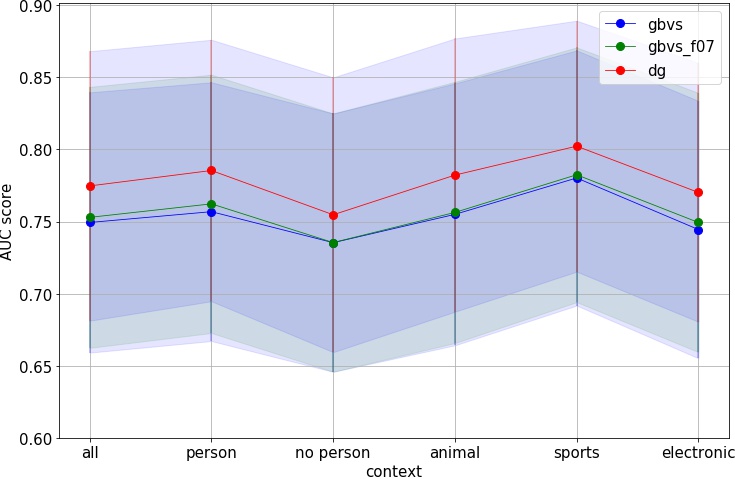 0.90
0.85
0.80
0.75
0.70
0.65
0.60
AUC score
gbvs
gbvs_f07
dg
all person no person animal sports electronic
context